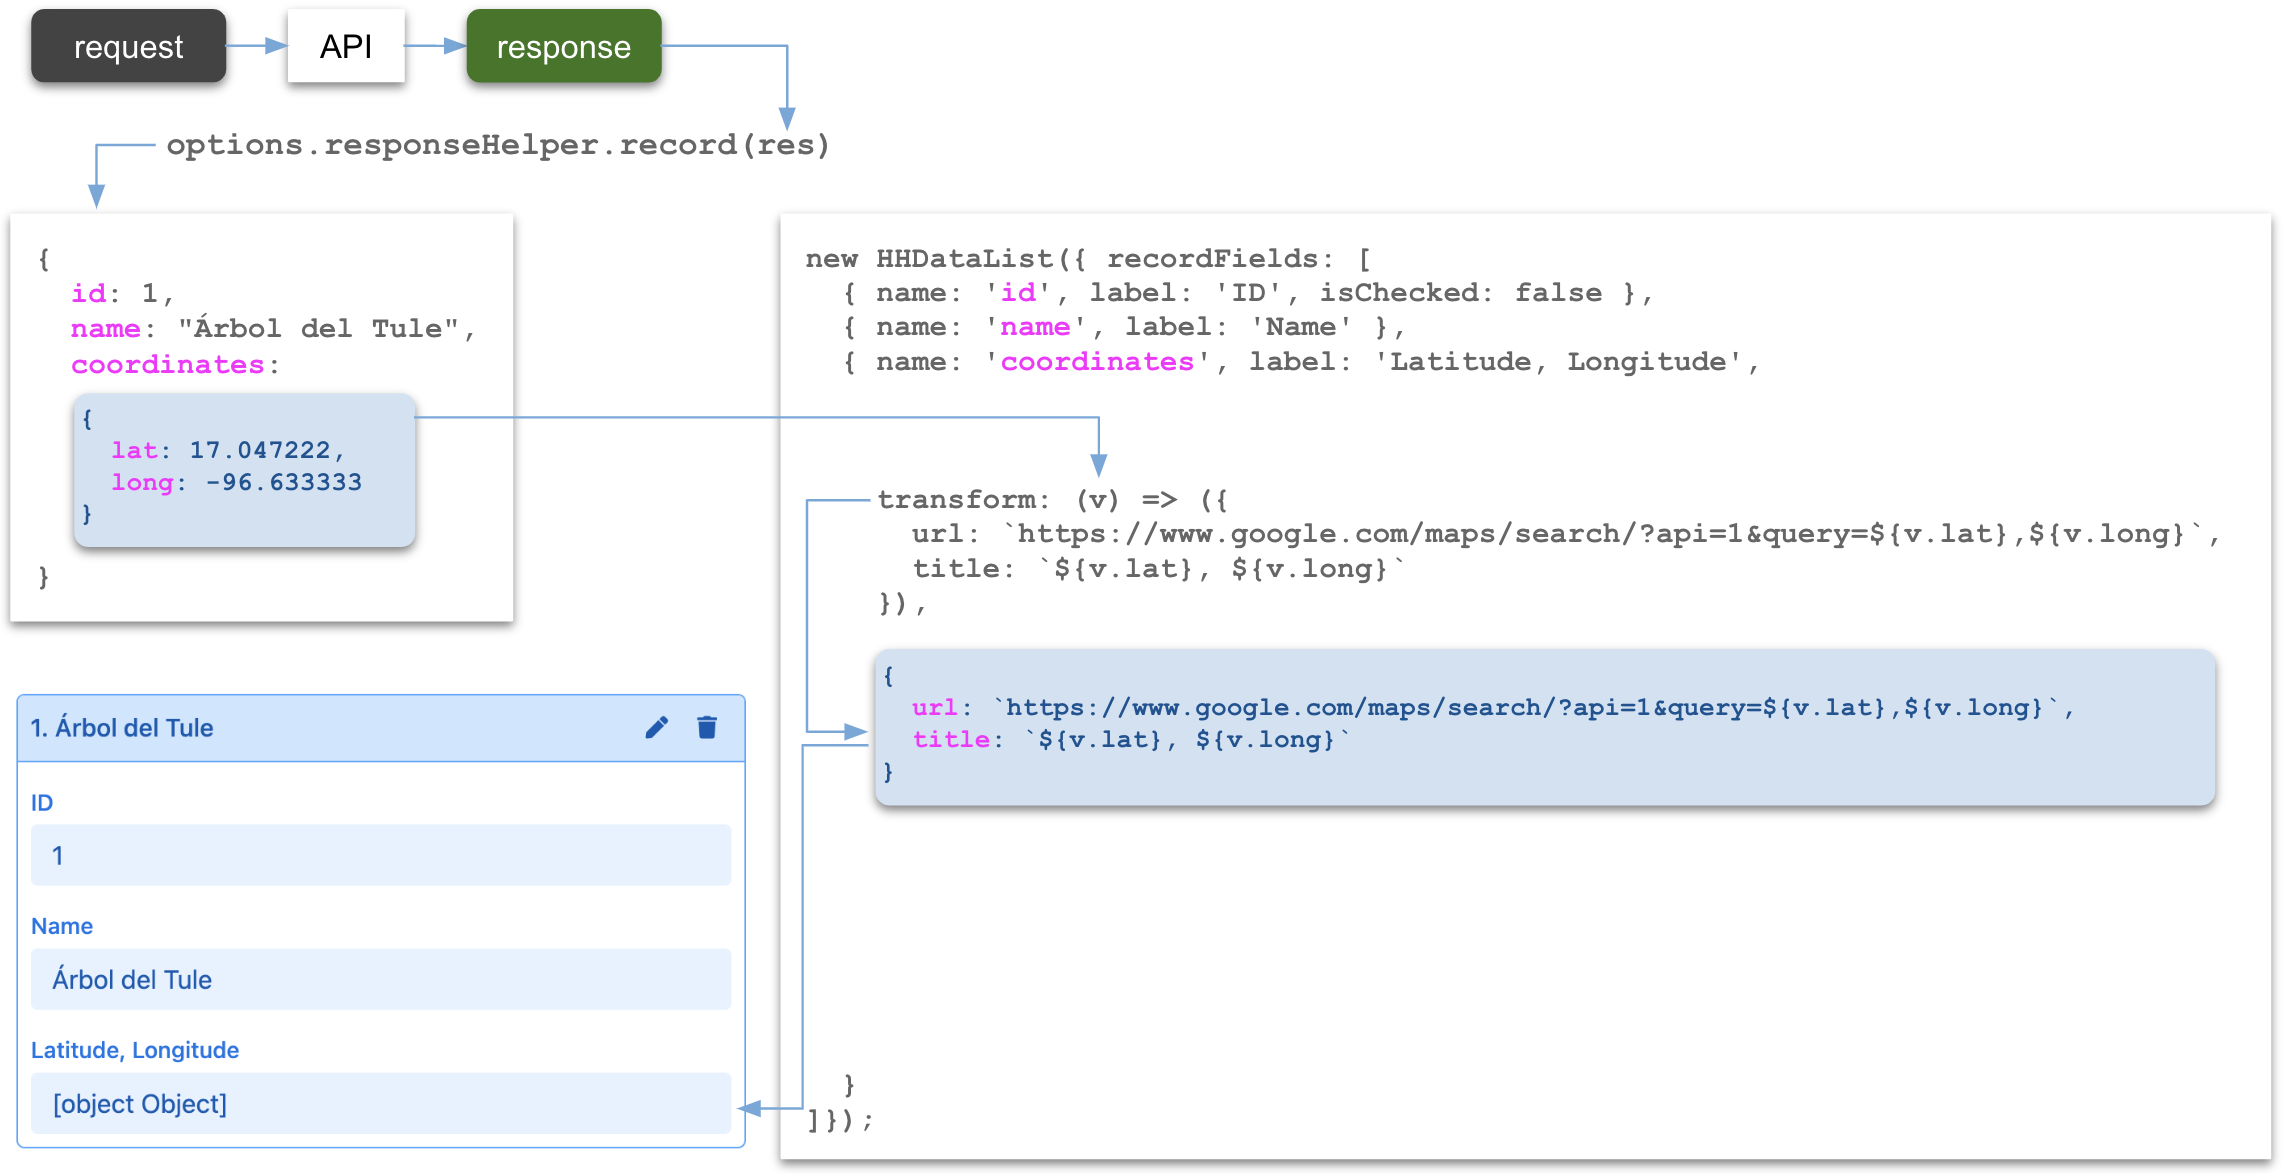 request
API
response
options.responseHelper.record(res)
{
id: 1,
name: "Árbol del Tule",
coordinates:
{
lat: 17.047222,
long: -96.633333
}
}
new HHDataList({ recordFields: [
{ name: 'id', label: 'ID', isChecked: false },
{ name: 'name', label: 'Name' },
{ name: 'coordinates', label: 'Latitude, Longitude',
transform: (v) => ({
url: `https://www.google.com/maps/search/?api=1&query=${v.lat},${v.long}`,
title: `${v.lat}, ${v.long}`
}),
{
url: `https://www.google.com/maps/search/?api=1&query=${v.lat},${v.long}`,
title: `${v.lat}, ${v.long}`
}
}
]});
1. Árbol del Tule
ID
1
Name
Árbol del Tule
Latitude, Longitude
[object Object]